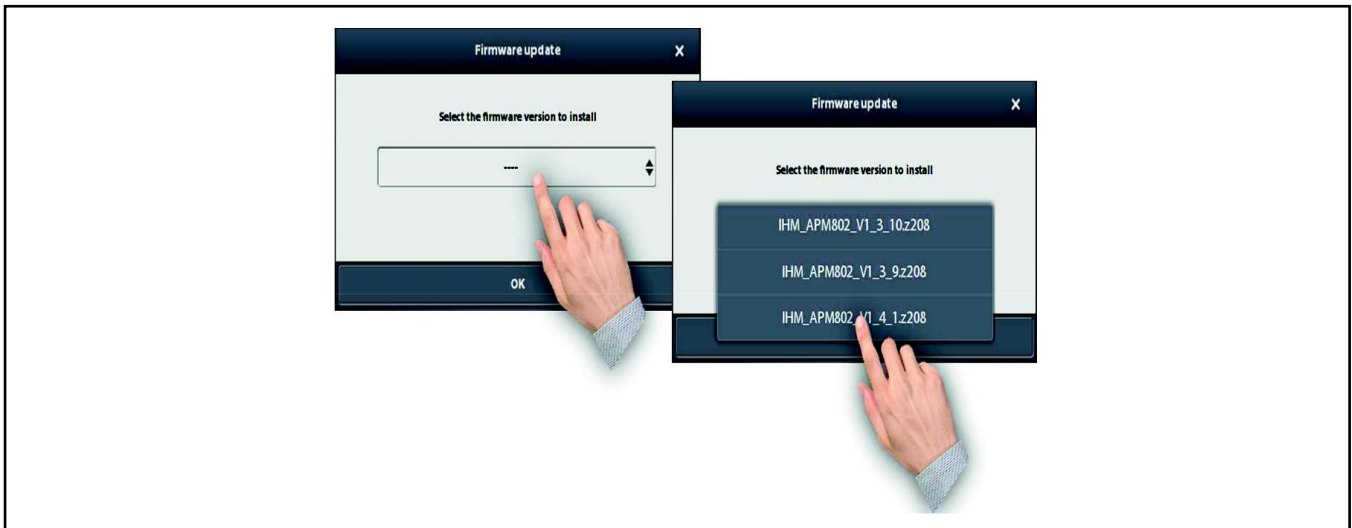 Firmware update X
Select the firmware version to install
----
OK
Firmware update X
Select the firmware version to install
IHM_APM802_V1_3_10.z208
IHM_APM802_V1_3_9.z208
IHM_APM802_V1_4_1.z208